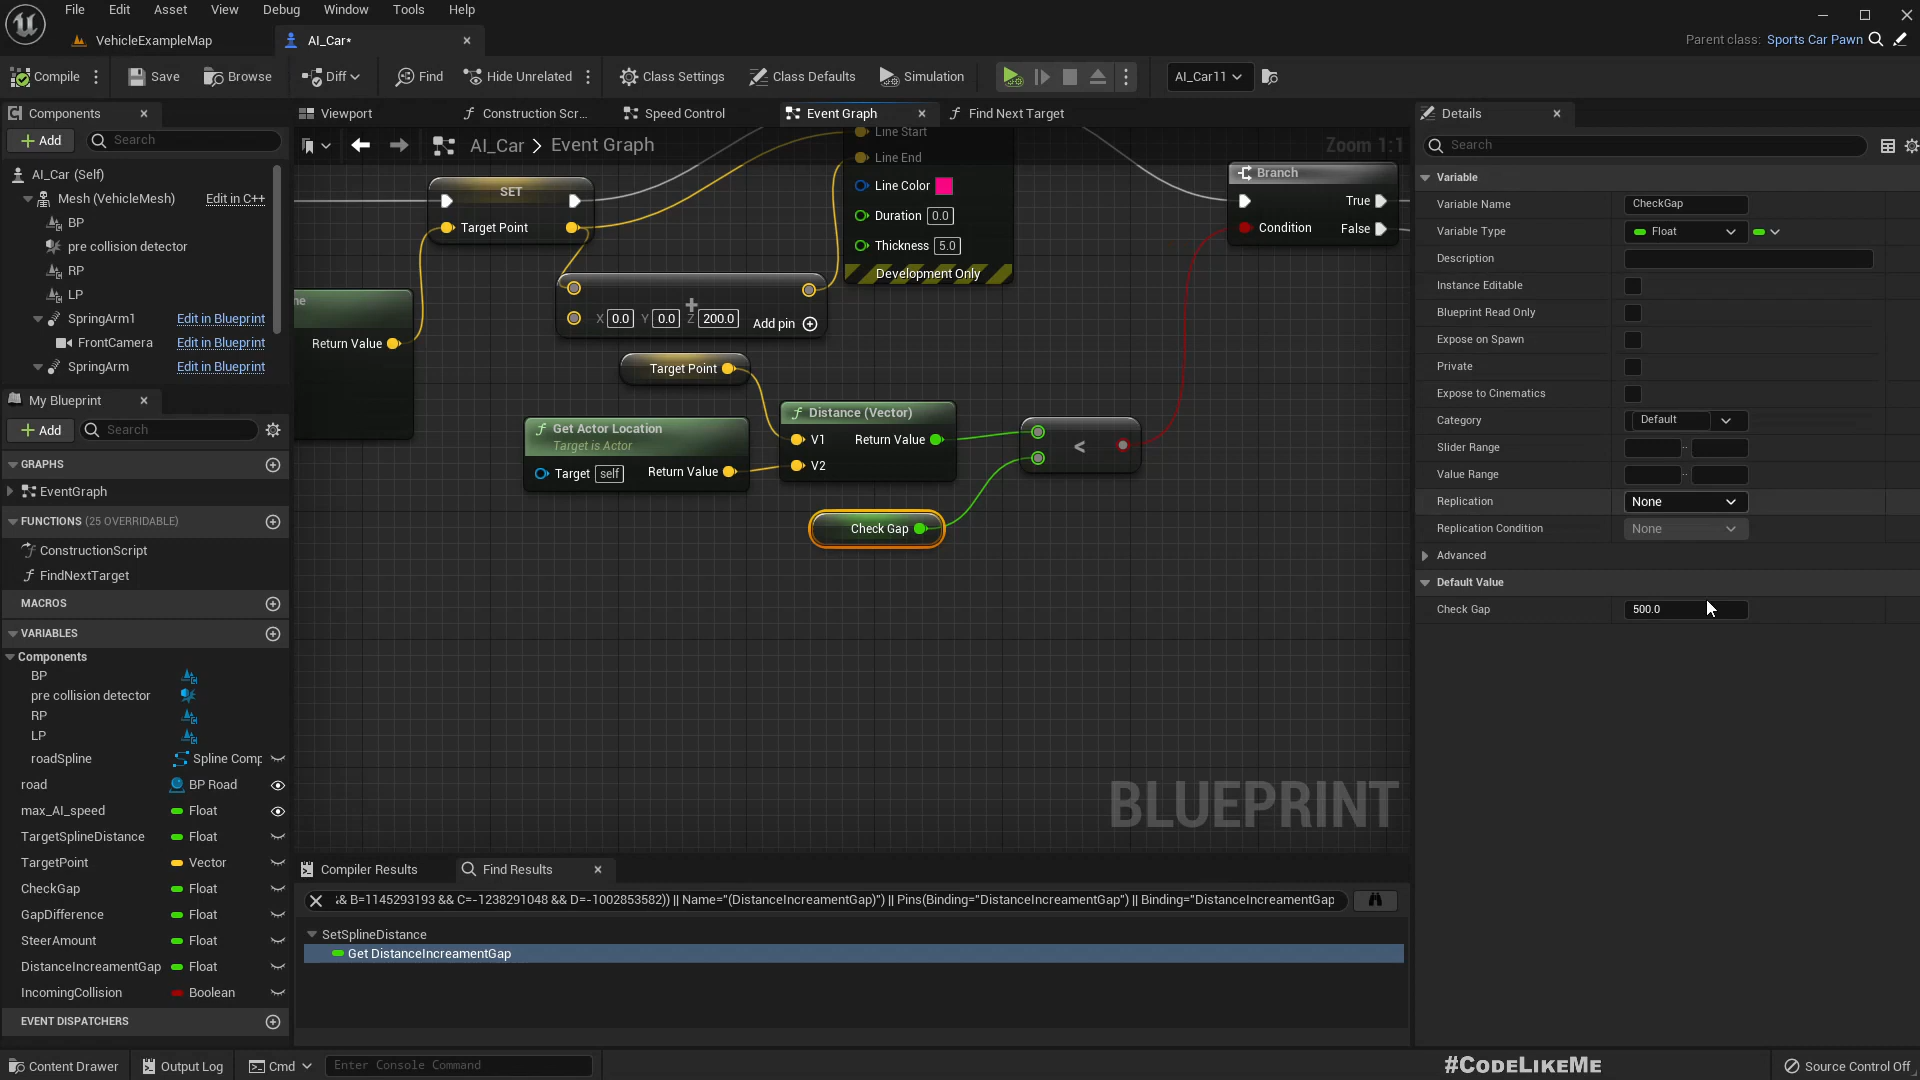 File Edit Asset View Debug Window Tools Help
VehicleExampleMap
AI_Car*
Parent class: Sports Car Pawn
Compile Save Browse Diff Find Hide Unrelated Class Settings Class Defaults Simulation AI_Car11
Components
Add Search
AI_Car (Self)
Mesh (VehicleMesh) Edit in C++
BP
pre collision detector
RP
LP
SpringArm1 Edit in Blueprint
FrontCamera Edit in Blueprint
SpringArm Edit in Blueprint
My Blueprint
Add Search
GRAPHS
EventGraph
FUNCTIONS (25 OVERRIDABLE)
ConstructionScript
FindNextTarget
MACROS
VARIABLES
Components
BP
pre collision detector
RP
LP
roadSpline Spline Comp
road BP Road
max_AI_speed Float
TargetSplineDistance Float
TargetPoint Vector
CheckGap Float
GapDifference Float
SteerAmount Float
DistanceIncreamentGap Float
IncomingCollision Boolean
EVENT DISPATCHERS
Viewport Construction Scr... Speed Control Event Graph Find Next Target
AI_Car > Event Graph
Zoom 1:1
Line Start
Line End
Line Color
Duration 0.0
Thickness 5.0
Development Only
SET
Target Point
ne
Return Value
X 0.0 Y 0.0 Z 200.0 Add pin
Target Point
Get Actor Location
Target is Actor
Target self Return Value
Distance (Vector)
V1 Return Value
V2
<
Check Gap
Branch
True
Condition False
BLUEPRINT
Compiler Results Find Results
& B=1145293193 && C=-1238291048 && D=-1002853582)) || Name="(DistanceIncreamentGap)") || Pins(Binding="DistanceIncreamentGap") || Binding="DistanceIncreamentGap
SetSplineDistance
Get DistanceIncreamentGap
Details
Search
Variable
Variable Name CheckGap
Variable Type Float
Description
Instance Editable
Blueprint Read Only
Expose on Spawn
Private
Expose to Cinematics
Category Default
Slider Range
Value Range
Replication None
Replication Condition None
Advanced
Default Value
Check Gap 500.0
Content Drawer Output Log Cmd Enter Console Command
#CODELIKEME
Source Control Off